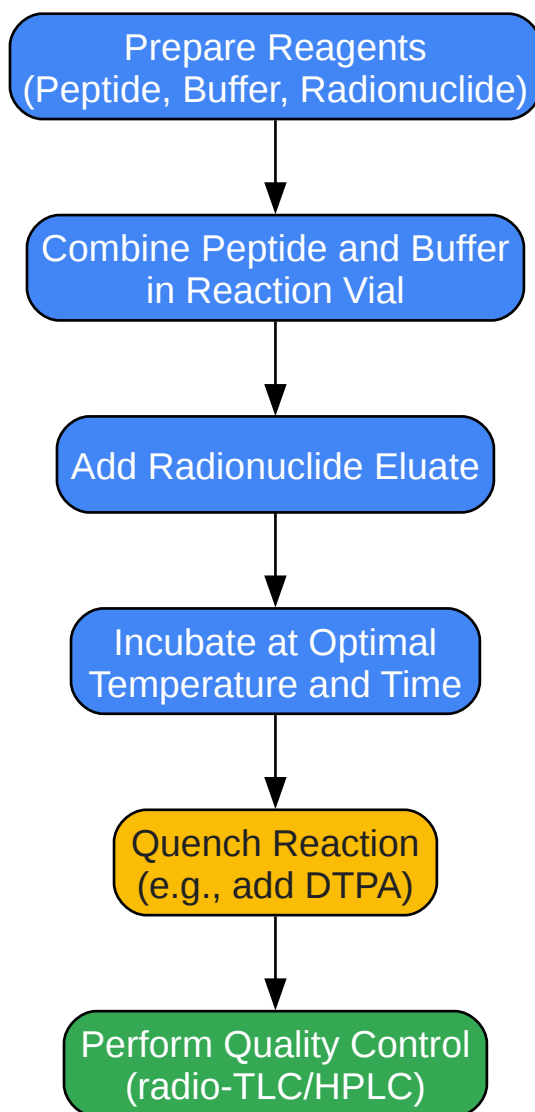 Prepare Reagents
(Peptide, Buffer, Radionuclide)
Combine Peptide and Buffer
in Reaction Vial
Add Radionuclide Eluate
Incubate at Optimal
Temperature and Time
Quench Reaction
(e.g., add DTPA)
Perform Quality Control
(radio-TLC/HPLC)